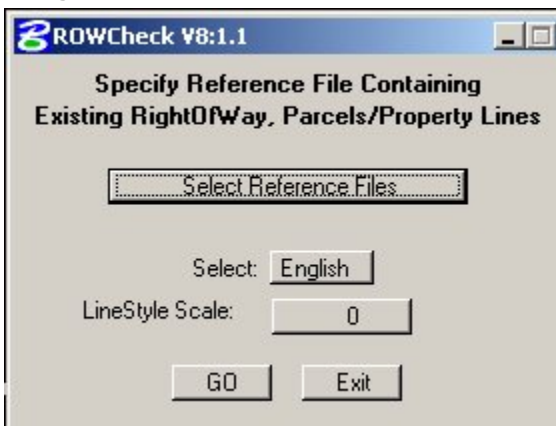 ROWCheck V8:1.1
Specify Reference File Containing
Existing RightOfWay, Parcels/Property Lines
Select Reference Files
Select: English
LineStyle Scale: 0
GO Exit